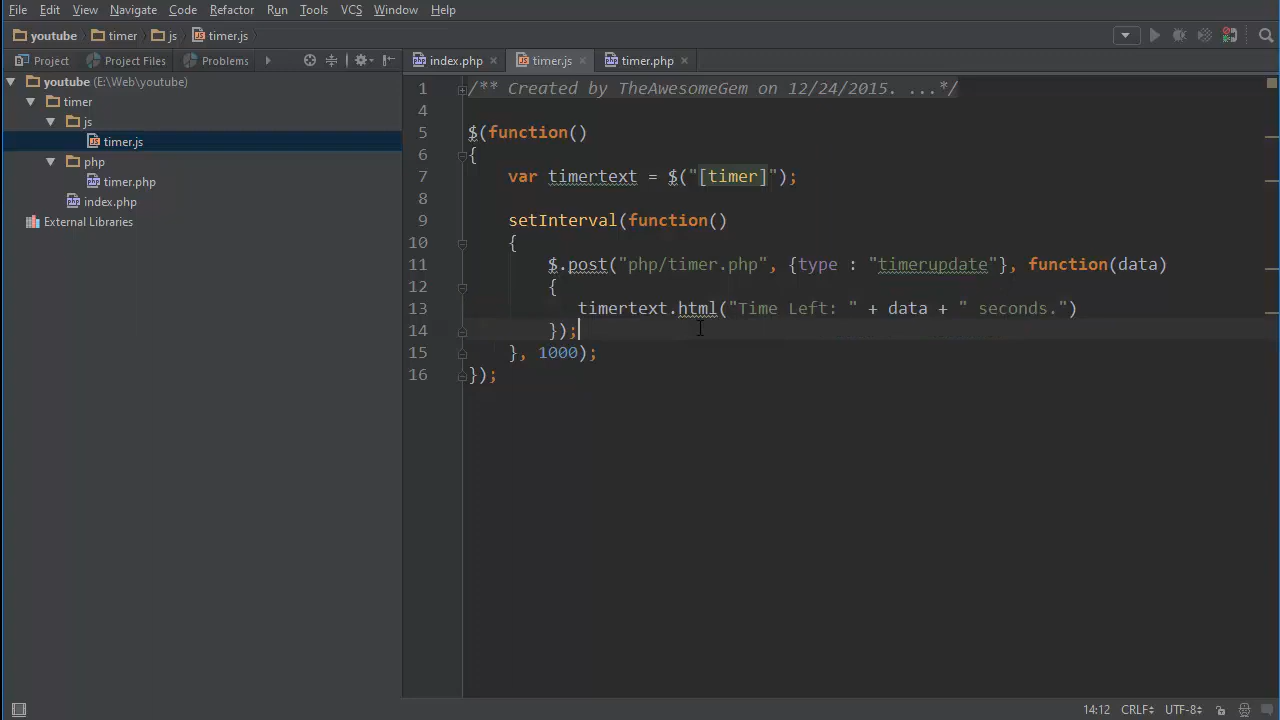 File Edit View Navigate Code Refactor Run Tools VCS Window Help
youtube timer js timer.js
Project Project Files Problems
index.php timer.js timer.php
youtube (E:\Web\youtube)
timer
js
timer.js
php
timer.php
index.php
External Libraries
1 /** Created by TheAwesomeGem on 12/24/2015. ...*/
4
5 $(function()
6 {
7 var timertext = $("[timer]");
8
9 setInterval(function()
10 {
11 $.post("php/timer.php", {type : "timerupdate"}, function(data)
12 {
13 timertext.html("Time Left: " + data + " seconds.")
14 });
15 }, 1000);
16 });
14:12 CRLF UTF-8